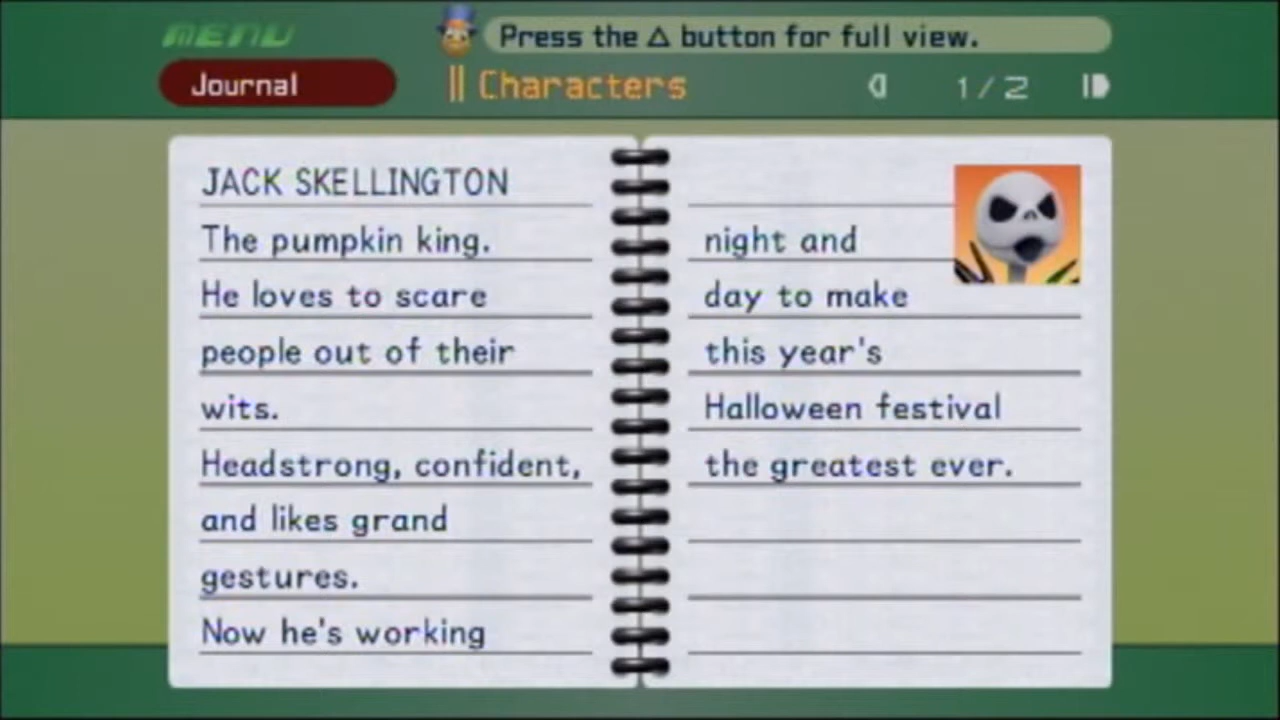 MENU
Press the △ button for full view.
Journal
Characters
1/2
JACK SKELLINGTON
The pumpkin king.
He loves to scare
people out of their
wits.
Headstrong, confident,
and likes grand
gestures.
Now he's working
night and
day to make
this year's
Halloween festival
the greatest ever.